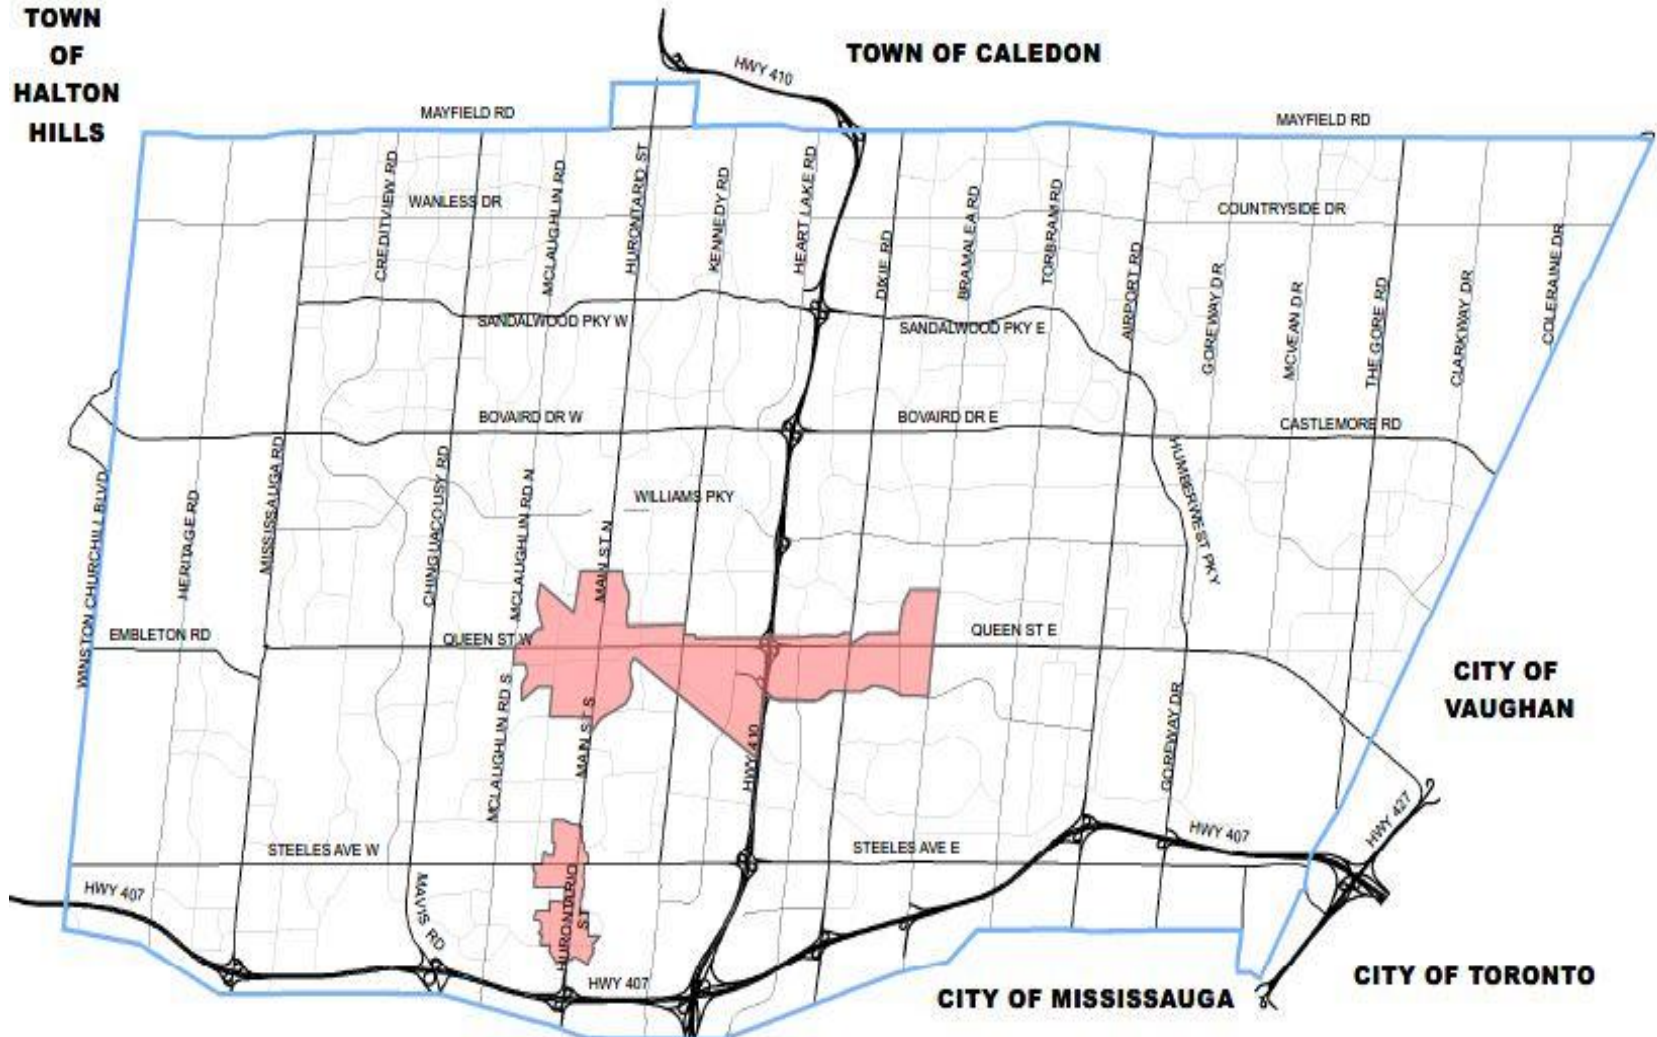 TOWN
OF
HALTON
HILLS
TOWN OF CALEDON
HWY 410
MAYFIELD RD
MAYFIELD RD
WANLESS DR
COUNTRYSIDE DR
CREDITVIEW RD
MCLAUGHLIN RD
HURONTARIO ST
KENNEDY RD
HEART LAKE RD
DIXIE RD
BRAMALEA RD
TORBRAM RD
AIRPORT RD
GOREWAY DR
MCVEAN DR
THE GORE RD
CLARKWAY DR
COLERAINE DR
SANDALWOOD PKY W
SANDALWOOD PKY E
BOVAIRD DR W
BOVAIRD DR E
CASTLEMORE RD
WINSTON CHURCHILL BLVD
HERITAGE RD
MISSISSAUGA RD
CHINGUACOUSY RD
MCLAUGHLIN RD N
WILLIAMS PKY
MAIN ST N
HUMBERWEST PKY
EMBLETON RD
QUEEN ST W
QUEEN ST E
CITY OF
VAUGHAN
MCLAUGHLIN RD S
MAIN ST S
HWY 410
GOREWAY DR
STEELES AVE W
STEELES AVE E
HWY 407
HWY 427
HWY 407
MAVIS RD
HURONTARIO
ST
HWY 407
CITY OF MISSISSAUGA
CITY OF TORONTO